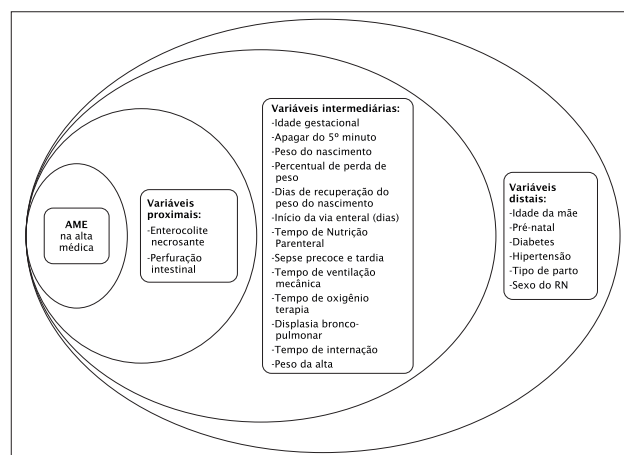 AME
na alta
médica
Variáveis
proximais:
-Enterocolite
necrosante
-Perfuração
intestinal
Variáveis intermediárias:
-Idade gestacional
-Apagar do 5º minuto
-Peso do nascimento
-Percentual de perda de
peso
-Dias de recuperação do
peso do nascimento
-Início da via enteral (dias)
-Tempo de Nutrição
Parenteral
-Sepse precoce e tardia
-Tempo de ventilação
mecânica
-Tempo de oxigênio
terapia
-Displasia bronco-
pulmonar
-Tempo de internação
-Peso da alta
Variáveis
distais:
-Idade da mãe
-Pré-natal
-Diabetes
-Hipertensão
-Tipo de parto
-Sexo do RN